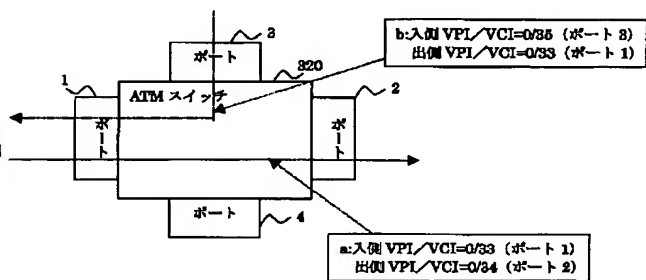 3
ポート
320
b:入側 VPI/VCI=0/35(ポート 3)
出側 VPI/VCI=0/33(ポート 1)
1
ATM スイッチ
2
ポート
ポート
ポート
4
a:入側 VPI/VCI=0/33(ポート 1)
出側 VPI/VCI=0/34(ポート 2)